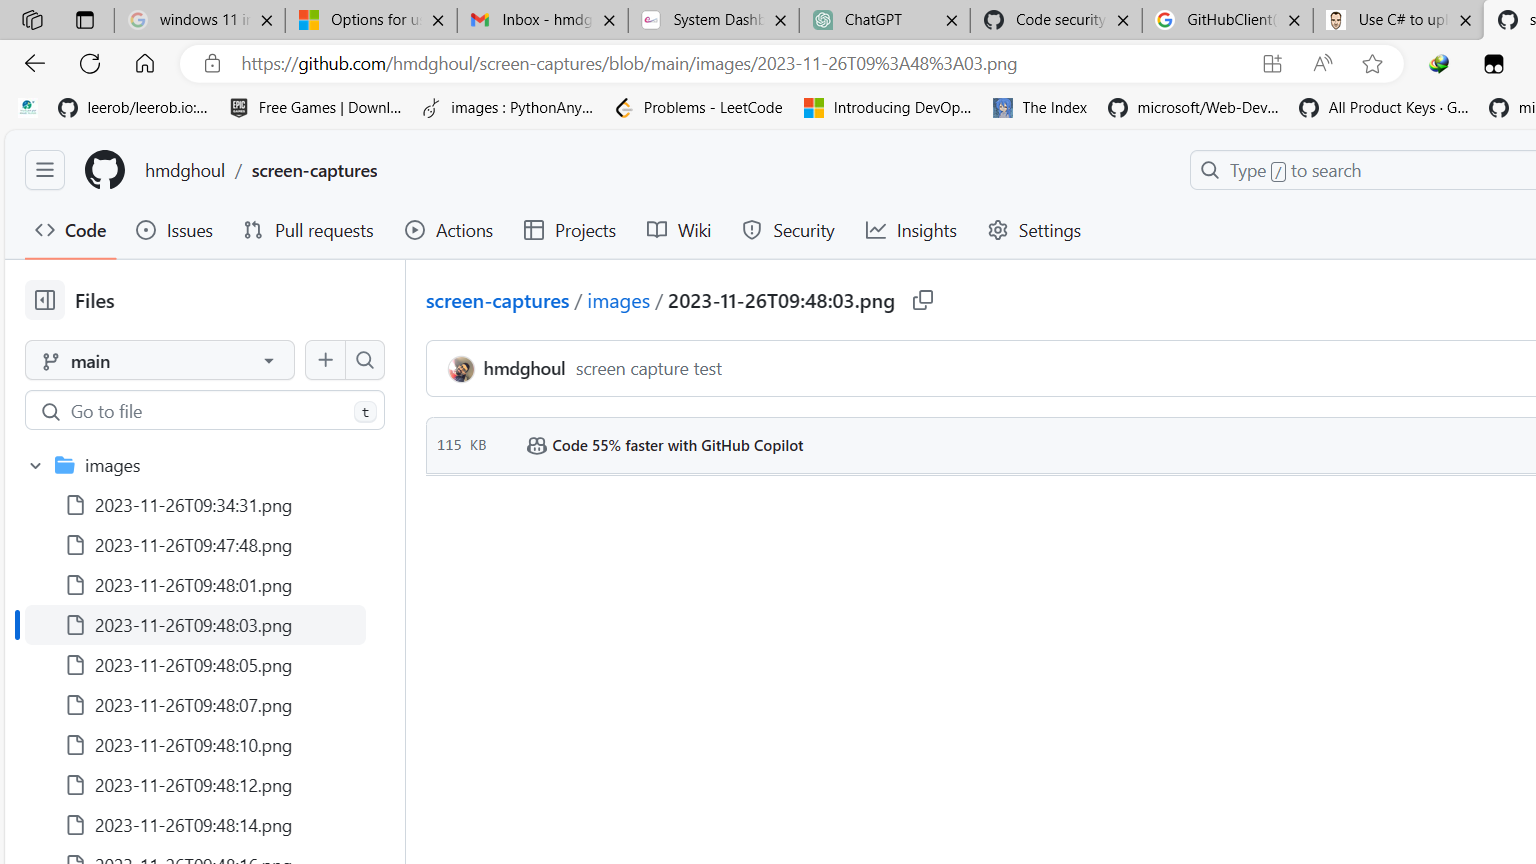 windows 11 i
Options for u
Inbox - hmdg
System Dashb
ChatGPT
Code security
GitHubClient(
Use C# to upl
s
https://github.com/hmdghoul/screen-captures/blob/main/images/2023-11-26T09%3A48%3A03.png
leerob/leerob.io:...
Free Games | Downl...
images : PythonAny...
Problems - LeetCode
Introducing DevOp...
The Index
microsoft/Web-Dev...
All Product Keys · G...
mi
hmdghoul / screen-captures
Type / to search
Code
Issues
Pull requests
Actions
Projects
Wiki
Security
Insights
Settings
Files
main
Go to file
t
images
2023-11-26T09:34:31.png
2023-11-26T09:47:48.png
2023-11-26T09:48:01.png
2023-11-26T09:48:03.png
2023-11-26T09:48:05.png
2023-11-26T09:48:07.png
2023-11-26T09:48:10.png
2023-11-26T09:48:12.png
2023-11-26T09:48:14.png
2023-11-26T09:48:16.png
screen-captures / images / 2023-11-26T09:48:03.png
hmdghoul screen capture test
115 KB
Code 55% faster with GitHub Copilot